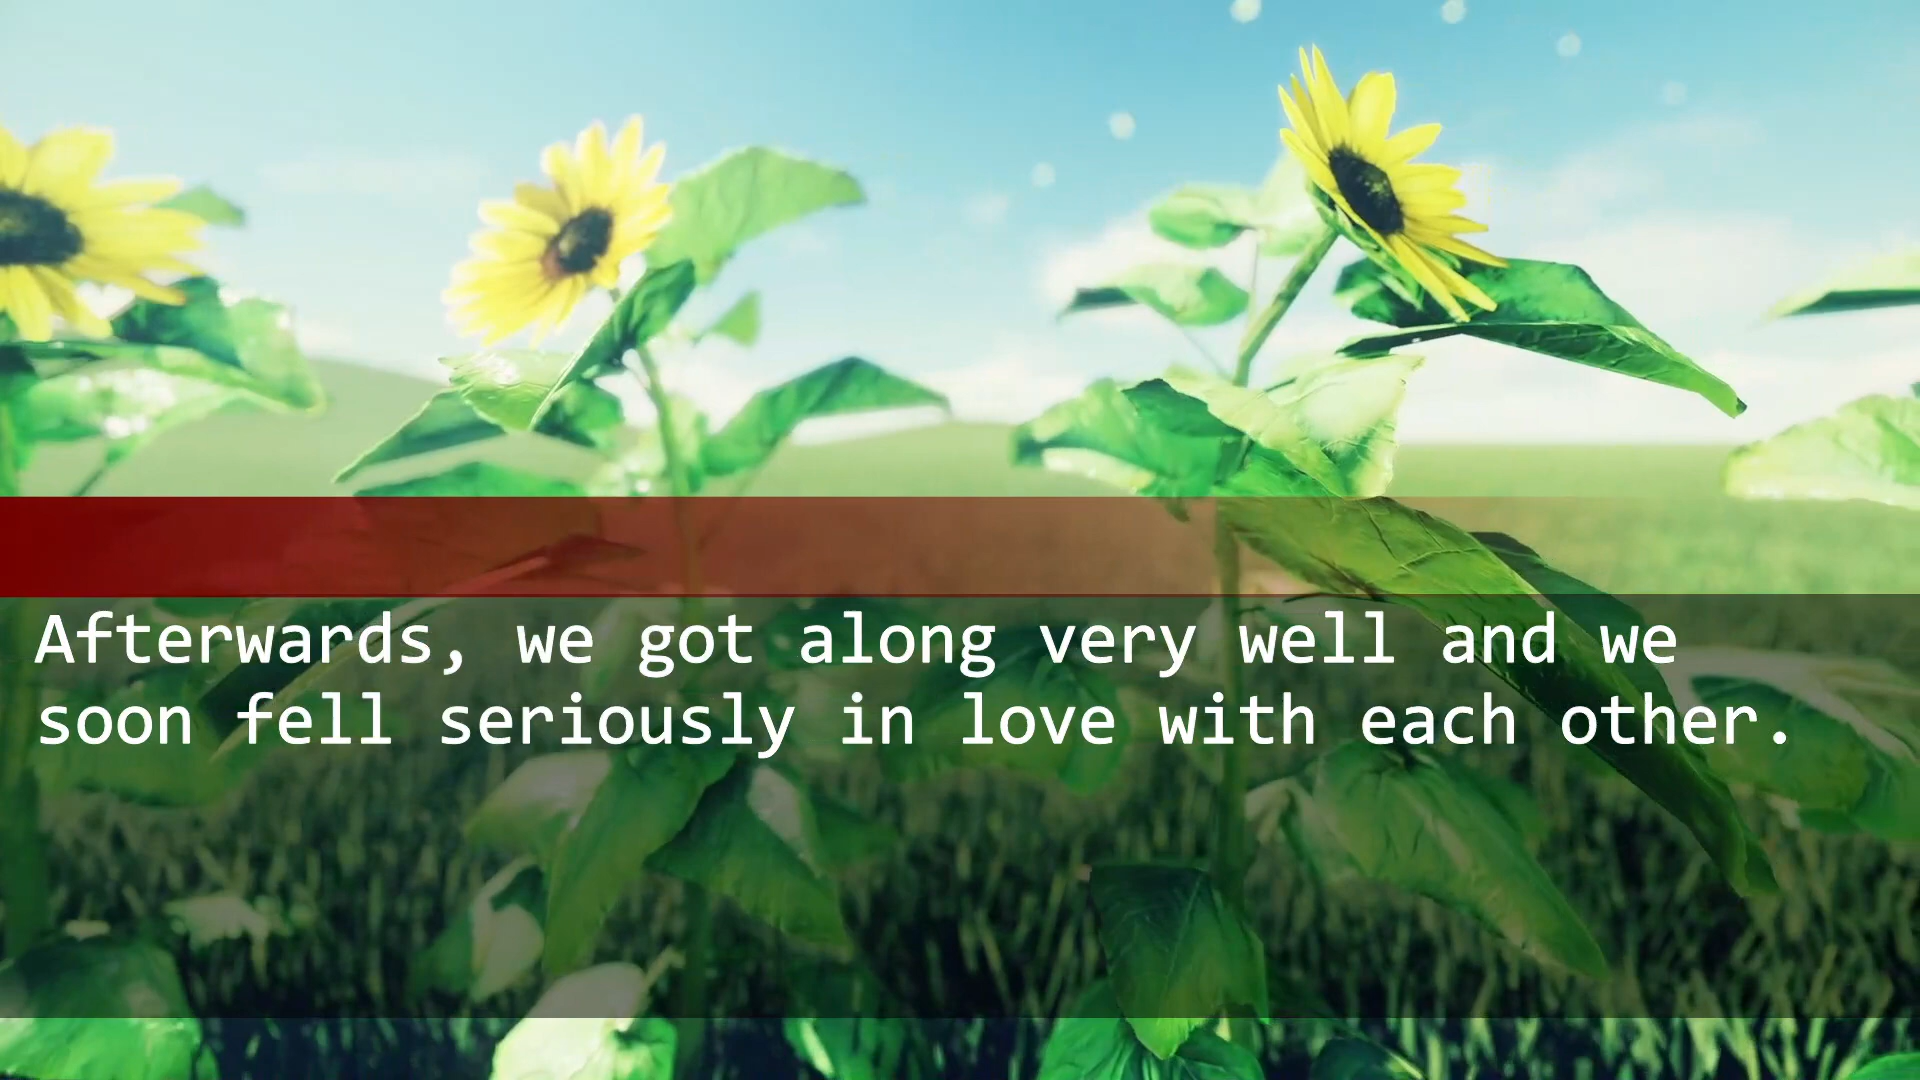 Afterwards, we got along very well and we
soon fell seriously in love with each other.